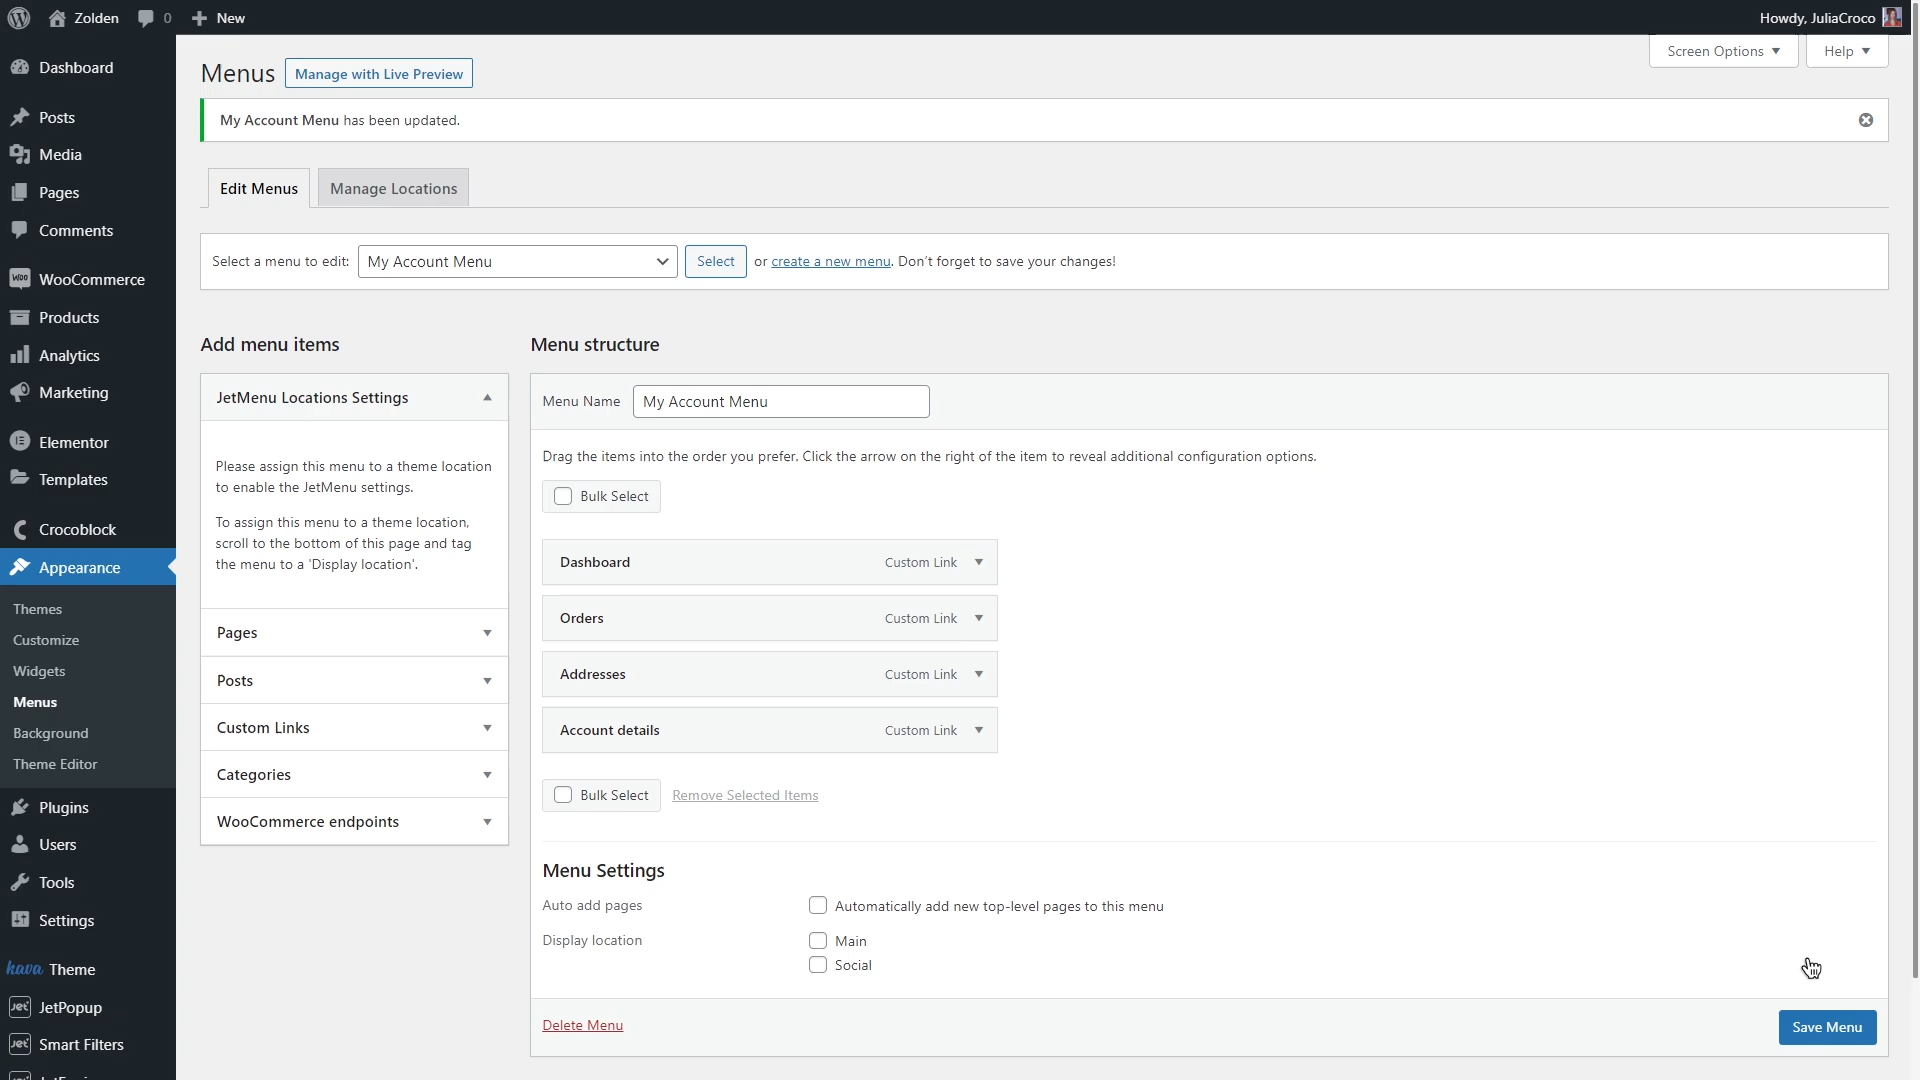 Zolden
0
New
Howdy, JuliaCroco
Dashboard
Posts
Media
Pages
Comments
Woo WooCommerce
Products
Analytics
Marketing
Elementor
Templates
Crocoblock
Appearance
Themes
Customize
Widgets
Menus
Background
Theme Editor
Plugins
Users
Tools
Settings
kava Theme
Jet JetPopup
Jet Smart Filters
Screen Options
Help
Menus
Manage with Live Preview
My Account Menu has been updated.
Edit Menus
Manage Locations
Select a menu to edit:
My Account Menu
Select
or create a new menu. Don't forget to save your changes!
Add menu items
JetMenu Locations Settings
Please assign this menu to a theme location
to enable the JetMenu settings.
To assign this menu to a theme location,
scroll to the bottom of this page and tag
the menu to a 'Display location'.
Pages
Posts
Custom Links
Categories
WooCommerce endpoints
Menu structure
Menu Name
My Account Menu
Drag the items into the order you prefer. Click the arrow on the right of the item to reveal additional configuration options.
Bulk Select
Dashboard Custom Link
Orders Custom Link
Addresses Custom Link
Account details Custom Link
Bulk Select Remove Selected Items
Menu Settings
Auto add pages
Automatically add new top-level pages to this menu
Display location
Main
Social
Delete Menu
Save Menu